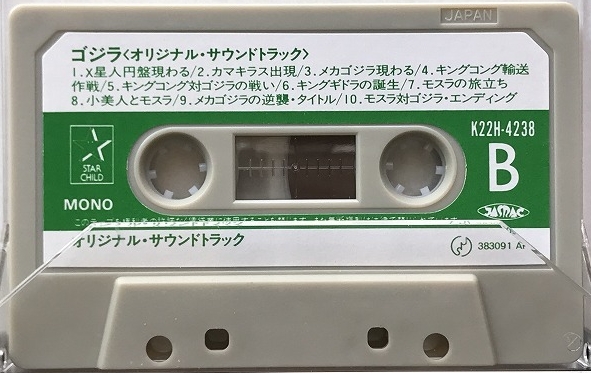 JAPAN
ゴジラ〈オリジナル・サウンドトラック〉
1.X星人円盤現わる/2.カマキラス出現/3.メカゴジラ現わる/4.キングコング輸送
作戦/5.キングコング対ゴジラの戦い/6.キングギドラの誕生/7.モスラの旅立ち
8.小美人とモスラ/9.メカゴジラの逆襲・タイトル/10.モスラ対ゴジラ・エンディング
K22H-4238
B
STAR
CHILD
MONO
JASRAC
オリジナル・サウンドトラック
383091 Ar